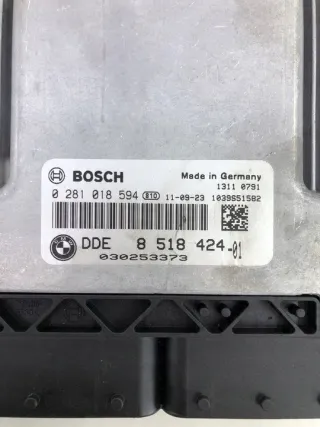 BOSCH Made in Germany
1311 0791
0 281 018 594 B10 11-09-23 1039S51582
DDE 8 518 424-01
030253373